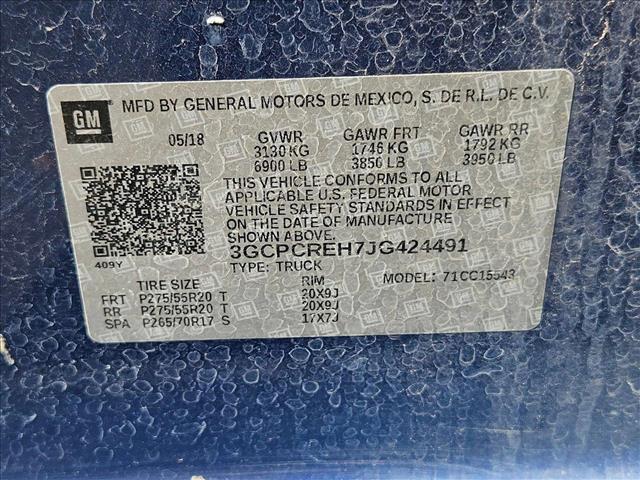 GM
MFD BY GENERAL MOTORS DE MEXICO, S. DE R.L. DE C.V.
05/18 GVWR GAWR FRT GAWR RR
3130 KG 1746 KG 1792 KG
6900 LB 3850 LB 3950 LB
THIS VEHICLE CONFORMS TO ALL
APPLICABLE U.S. FEDERAL MOTOR
VEHICLE SAFETY STANDARDS IN EFFECT
ON THE DATE OF MANUFACTURE
SHOWN ABOVE.
409Y 3GCPCREH7JG424491
TYPE: TRUCK MODEL: 71CC15543
TIRE SIZE RIM
FRT P275/55R20 T 20X9J
RR P275/55R20 T 20X9J
SPA P265/70R17 S 17X7J